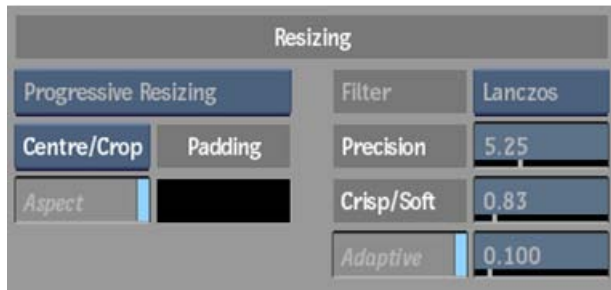 Resizing
Progressive Resizing
Filter
Lanczos
Centre/Crop
Padding
Precision
5.25
Aspect
Crisp/Soft
0.83
Adaptive
0.100